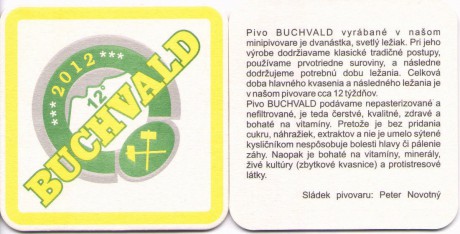 *** 2012 ***
12°
BUCHVALD
Pivo BUCHVALD vyrábané v našom
minipivovare je dvanástka, svetlý ležiak. Pri jeho
výrobe dodržiavame klasické tradičné postupy,
používame prvotriedne suroviny, a následne
dodržujeme potrebnú dobu ležania. Celková
doba hlavného kvasenia a následného ležania je
v našom pivovare cca 12 týždňov.
Pivo BUCHVALD podávame nepasterizované a
nefiltrované, je teda čerstvé, kvalitné, zdravé a
bohaté na vitamíny. Pretože je bez pridania
cukru, náhražiek, extraktov a nie je umelo sýtené
kysličníkom nespôsobuje bolesti hlavy či pálenie
záhy. Naopak je bohaté na vitamíny, minerály,
živé kultúry (zbytkové kvasnice) a protistresové
látky.
Sládek pivovaru: Peter Novotný